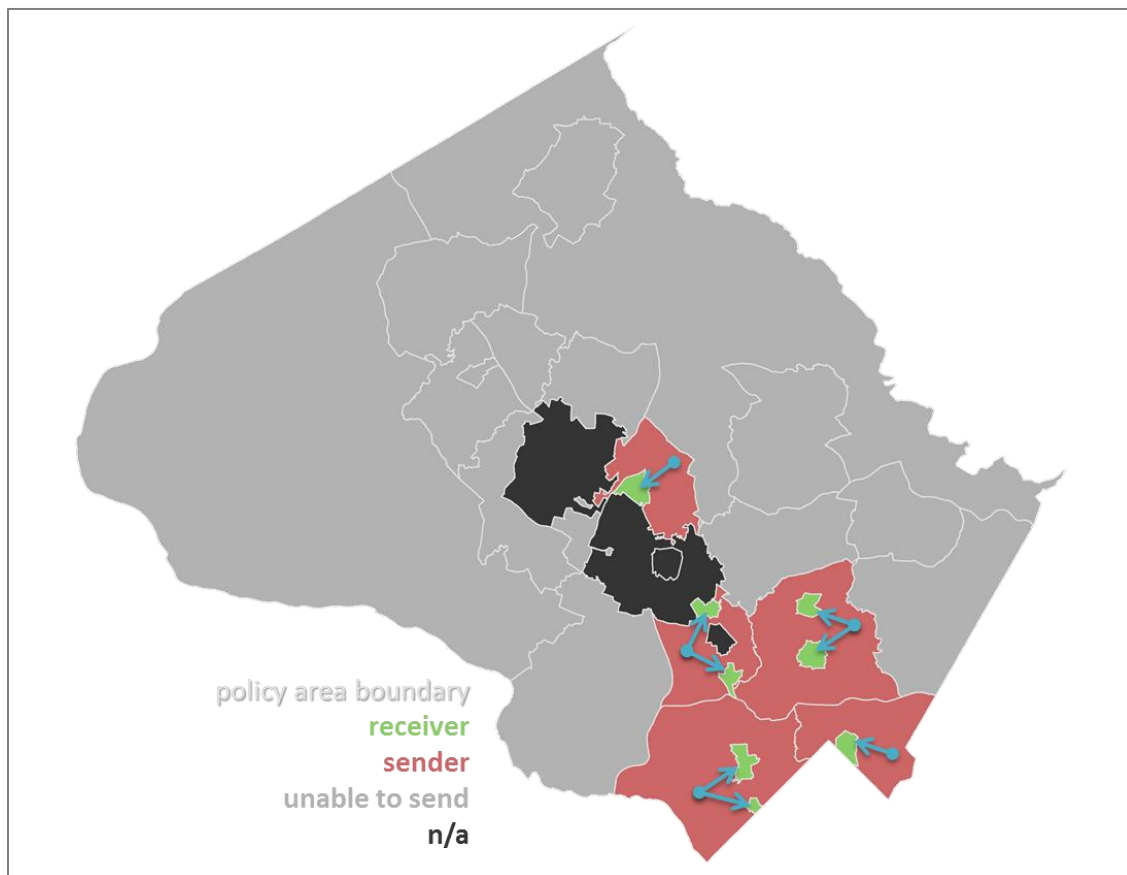 policy area boundary
receiver
sender
unable to send
n/a